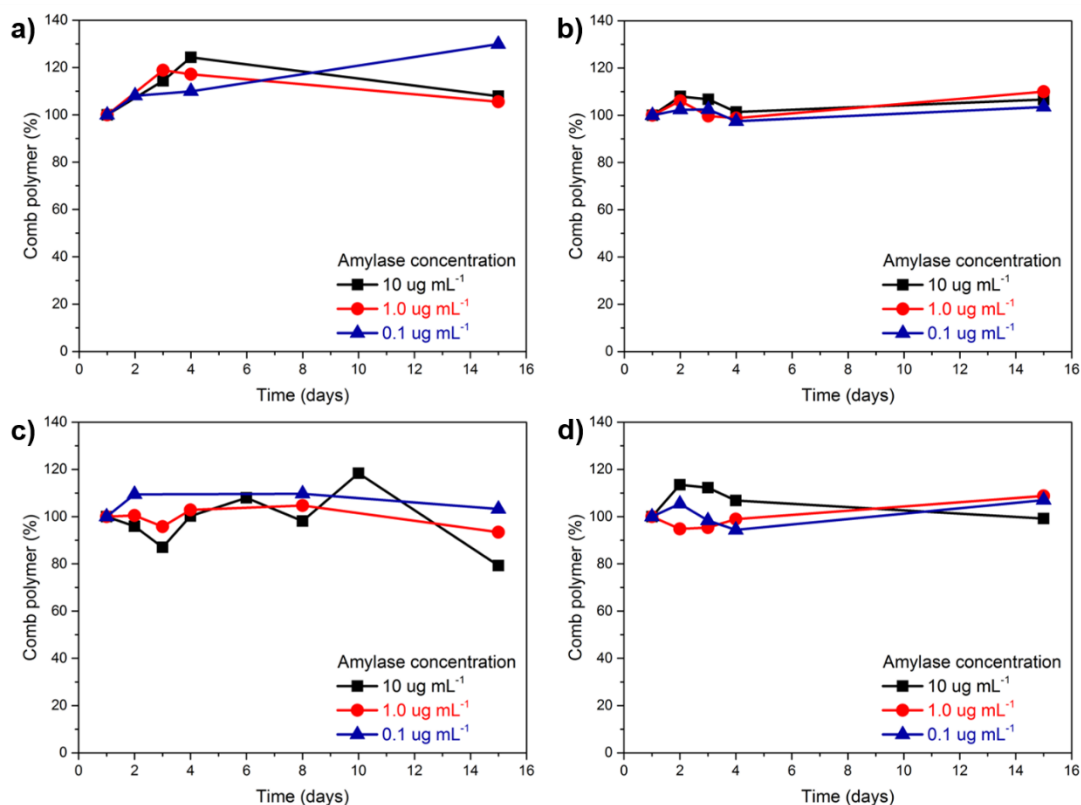 a)
140
120
100
80
60
40
20
0
Comb polymer (%)
Amylase concentration
10 ug mL⁻¹
1.0 ug mL⁻¹
0.1 ug mL⁻¹
0 2 4 6 8 10 12 14 16
Time (days)
b)
140
120
100
80
60
40
20
0
Comb polymer (%)
Amylase concentration
10 ug mL⁻¹
1.0 ug mL⁻¹
0.1 ug mL⁻¹
0 2 4 6 8 10 12 14 16
Time (days)
c)
140
120
100
80
60
40
20
0
Comb polymer (%)
Amylase concentration
10 ug mL⁻¹
1.0 ug mL⁻¹
0.1 ug mL⁻¹
0 2 4 6 8 10 12 14 16
Time (days)
d)
140
120
100
80
60
40
20
0
Comb polymer (%)
Amylase concentration
10 ug mL⁻¹
1.0 ug mL⁻¹
0.1 ug mL⁻¹
0 2 4 6 8 10 12 14 16
Time (days)